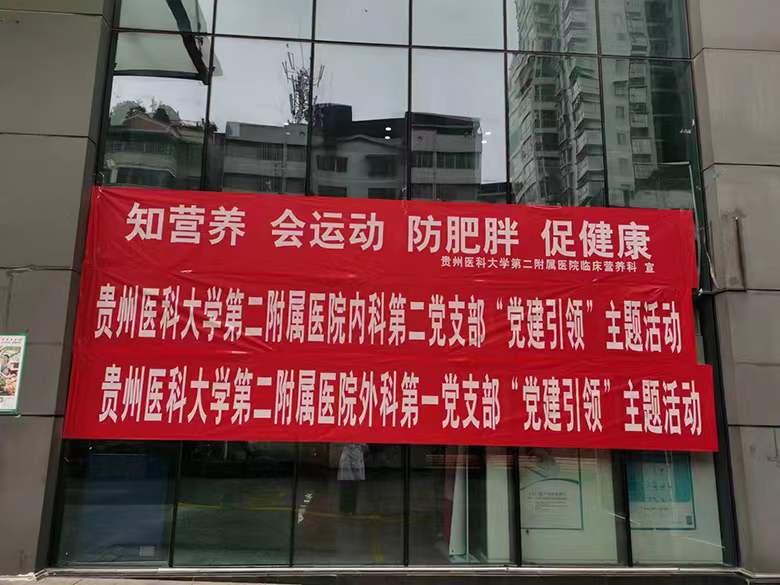 知营养 会运动 防肥胖 促健康
贵州医科大学第二附属医院临床营养科 宣
贵州医科大学第二附属医院内科第二党支部“党建引领”主题活动
贵州医科大学第二附属医院外科第一党支部“党建引领”主题活动